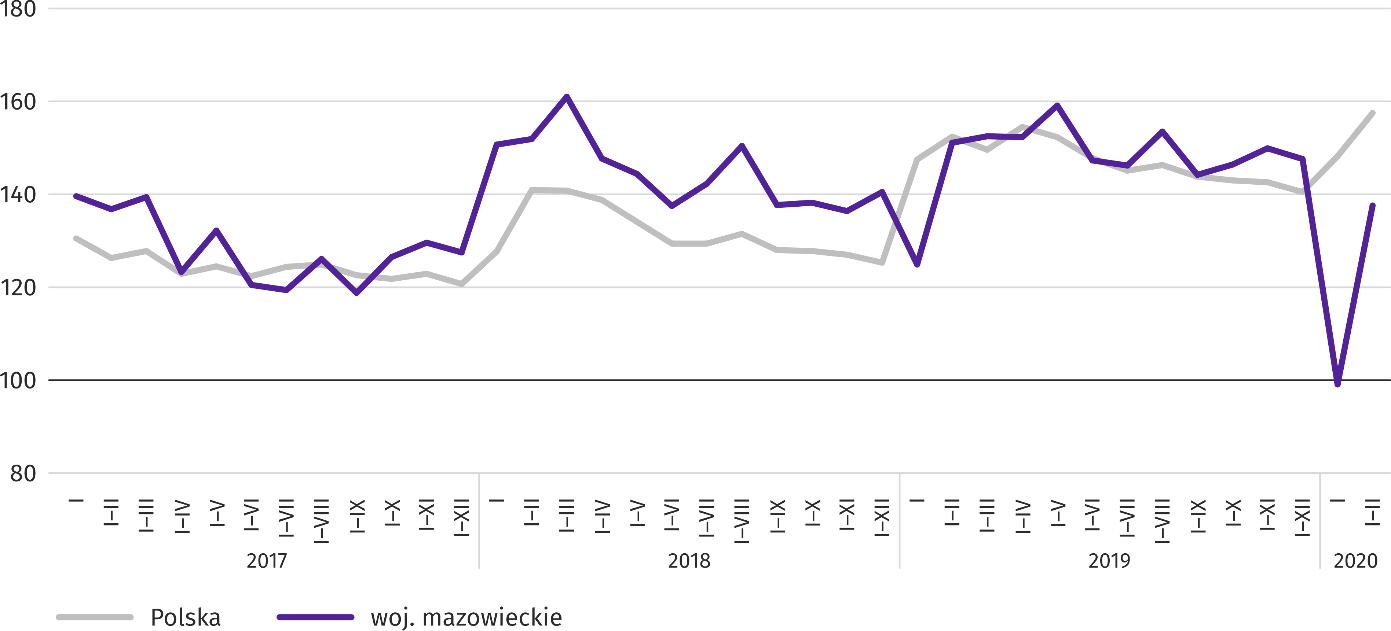 180
160
140
120
100
80
I I–II I–III I–IV I–V I–VI I–VII I–VIII I–IX I–X I–XI I–XII I I–II I–III I–IV I–V I–VI I–VII I–VIII I–IX I–X I–XI I–XII I I–II I–III I–IV I–V I–VI I–VII I–VIII I–IX I–X I–XI I–XII I I–II
2017 2018 2019 2020
Polska woj. mazowieckie